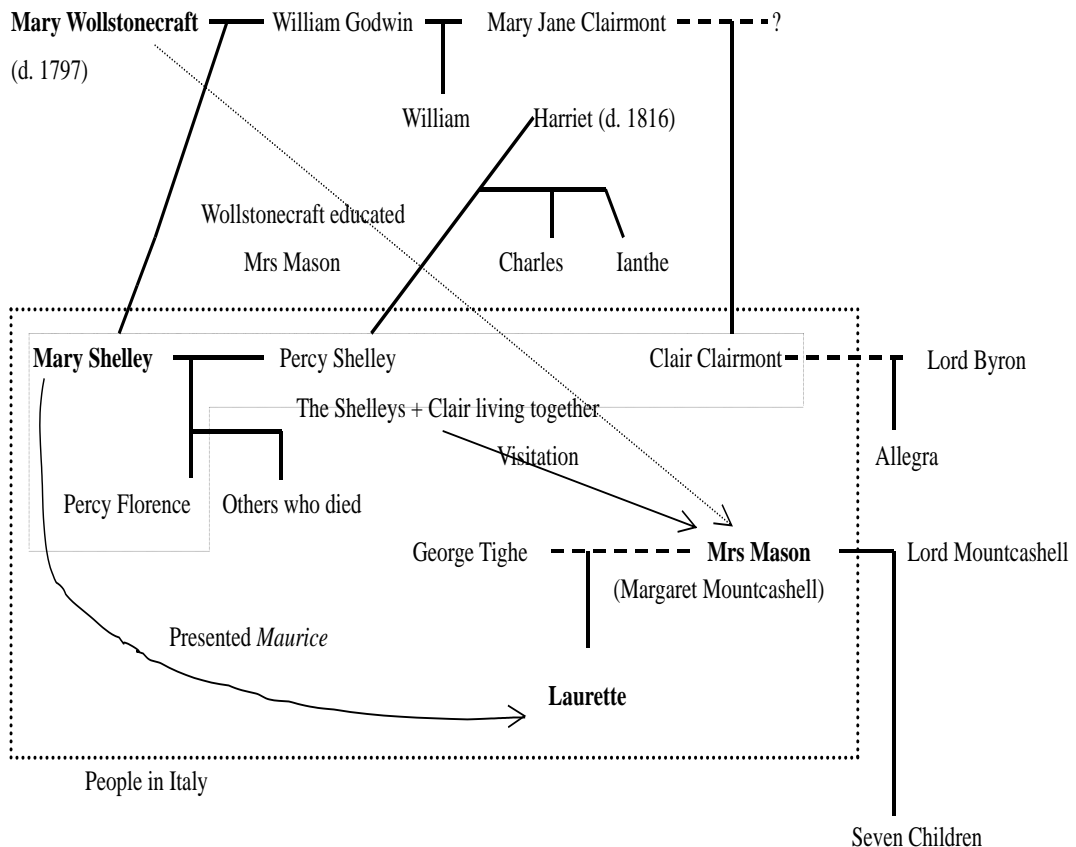 Mary Wollstonecraft William Godwin Mary Jane Clairmont ?
(d. 1797)
William Harriet (d. 1816)
Wollstonecraft educated
Mrs Mason Charles Ianthe
Mary Shelley Percy Shelley Clair Clairmont Lord Byron
The Shelleys + Clair living together
Visitation Allegra
Percy Florence Others who died
George Tighe Mrs Mason Lord Mountcashell
(Margaret Mountcashell)
Presented Maurice
Laurette
People in Italy
Seven Children